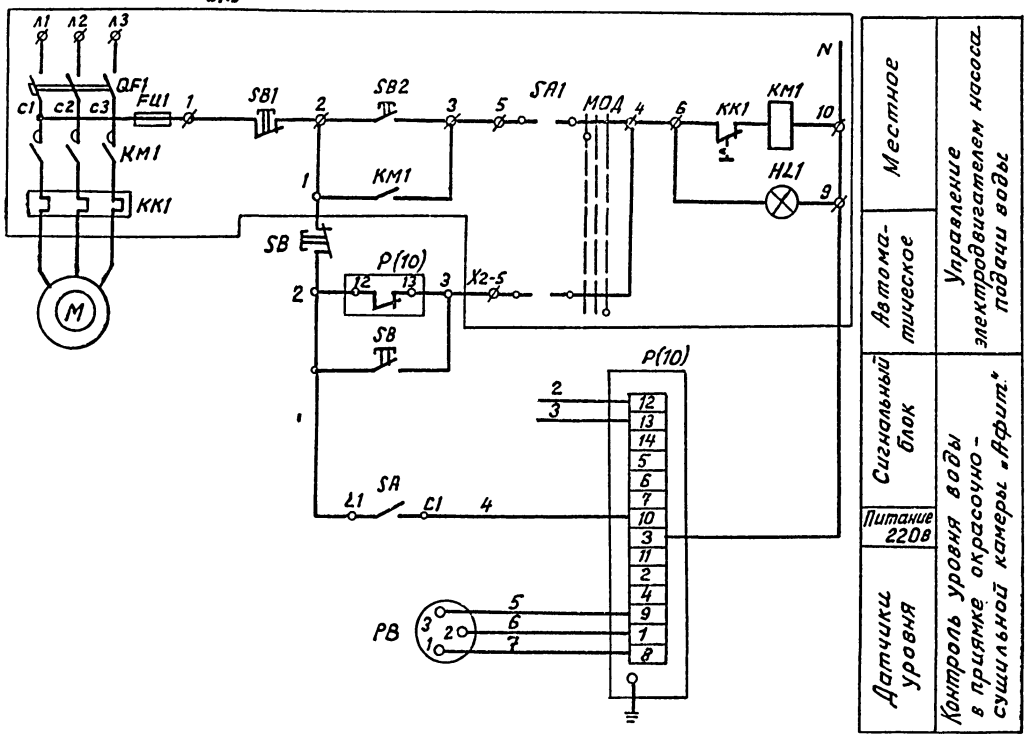 Л1 Л2 Л3
QF1
C1 C2 C3
FU1
1
SB1
2
SB2
3
5
SA1
МОД
4
6
KK1
KM1
10
N
KM1
1
KM1
HL1
9
KK1
M
SB
P(10)
2
12
13
3
X2-5
SB
P(10)
2
3
12
13
14
5
6
7
10
3
11
2
4
9
1
8
L1
SA
C1
4
PB
3
2
1
5
6
7
Местное
Автома-
тическое
Управление
электродвигателем насоса
подачи воды
Сигнальный
блок
Питание
220В
Датчики
уровня
Контроль уровня воды
в приямке окрасочно-
сушильной камеры „Афит."